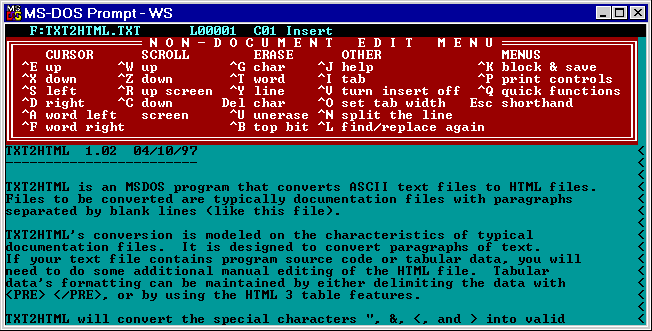 MS-DOS Prompt - WS
F:TXT2HTML.TXT L00001 C01 Insert
NON-DOCUMENT EDIT MENU
CURSOR SCROLL ERASE OTHER MENUS
^E up ^W up ^G char ^J help ^K block & save
^X down ^Z down ^T word ^I tab ^P print controls
^S left ^R up screen ^Y line ^V turn insert off ^Q quick functions
^D right ^C down Del char ^O set tab width Esc shorthand
^A word left screen ^U unerase ^N split the line
^F word right ^B top bit ^L find/replace again
TXT2HTML 1.02 04/10/97 <
------------------------- <
<
TXT2HTML is an MSDOS program that converts ASCII text files to HTML files. <
Files to be converted are typically documentation files with paragraphs <
separated by blank lines (like this file). <
<
TXT2HTML's conversion is modeled on the characteristics of typical <
documentation files. It is designed to convert paragraphs of text. <
If your text file contains program source code or tabular data, you will <
need to do some additional manual editing of the HTML file. Tabular <
data's formatting can be maintained by either delimiting the data with <
<PRE> </PRE>, or by using the HTML 3 table features. <
<
TXT2HTML will convert the special characters ", &, <, and > into valid <